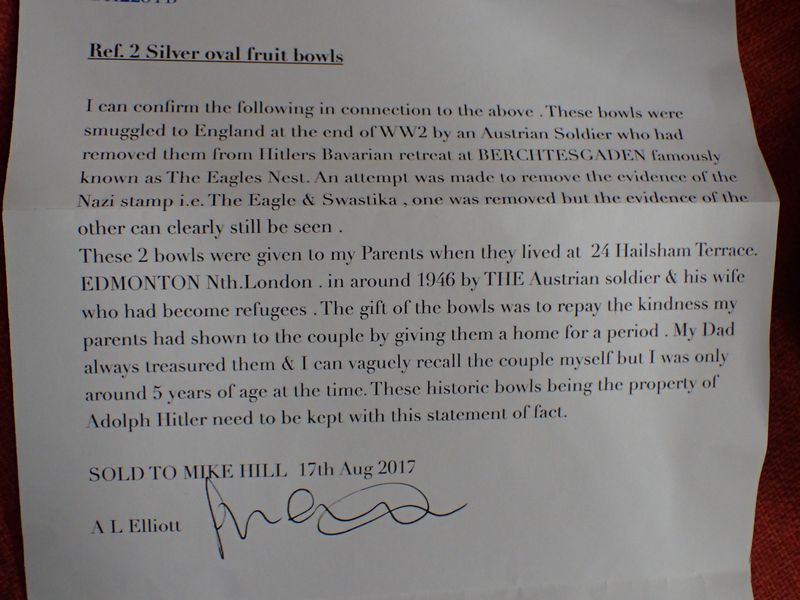 Ref. 2 Silver oval fruit bowls
I can confirm the following in connection to the above . These bowls were
smuggled to England at the end of WW2 by an Austrian Soldier who had
removed them from Hitlers Bavarian retreat at BERCHTESGADEN famously
known as The Eagles Nest. An attempt was made to remove the evidence of the
Nazi stamp i.e. The Eagle & Swastika , one was removed but the evidence of the
other can clearly still be seen .
These 2 bowls were given to my Parents when they lived at 24 Hailsham Terrace.
EDMONTON Nth.London . in around 1946 by THE Austrian soldier & his wife
who had become refugees . The gift of the bowls was to repay the kindness my
parents had shown to the couple by giving them a home for a period . My Dad
always treasured them & I can vaguely recall the couple myself but I was only
around 5 years of age at the time. These historic bowls being the property of
Adolph Hitler need to be kept with this statement of fact.
SOLD TO MIKE HILL 17th Aug 2017
A L Elliott